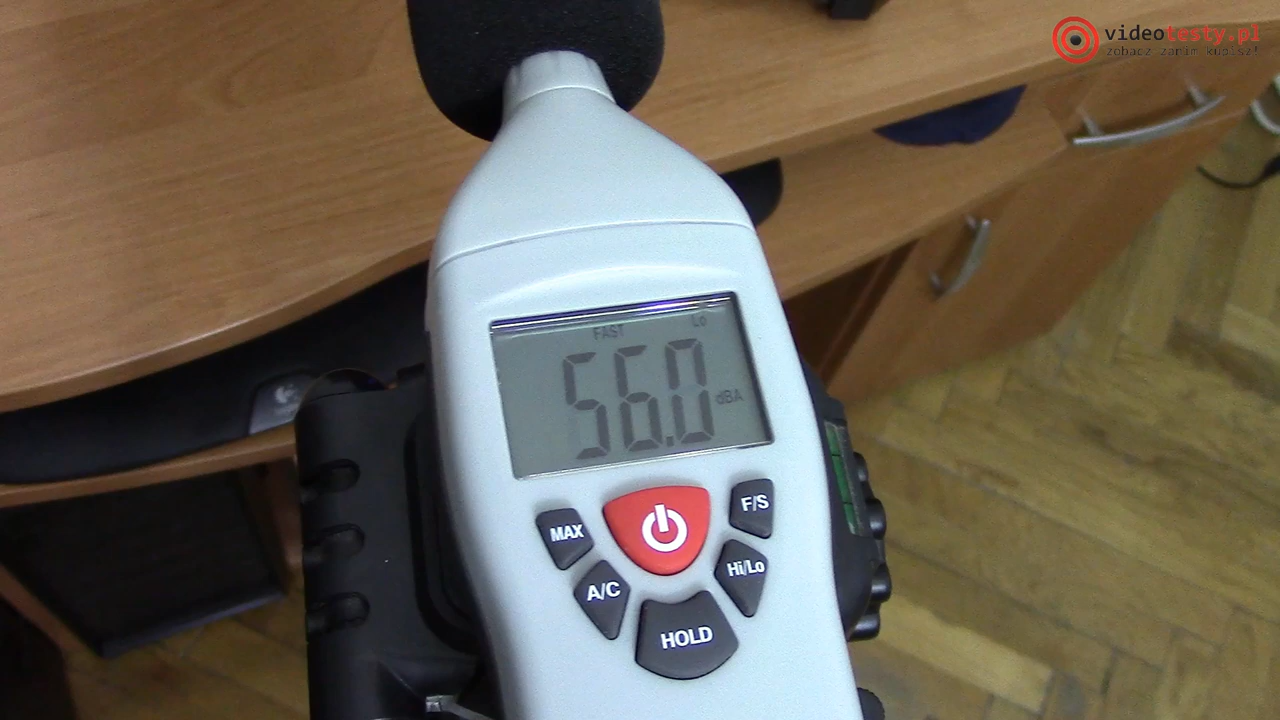 videotesty.pl
zobacz zanim kupisz!
FAST Lo
56.0 dBA
MAX
F/S
A/C
Hi/Lo
HOLD